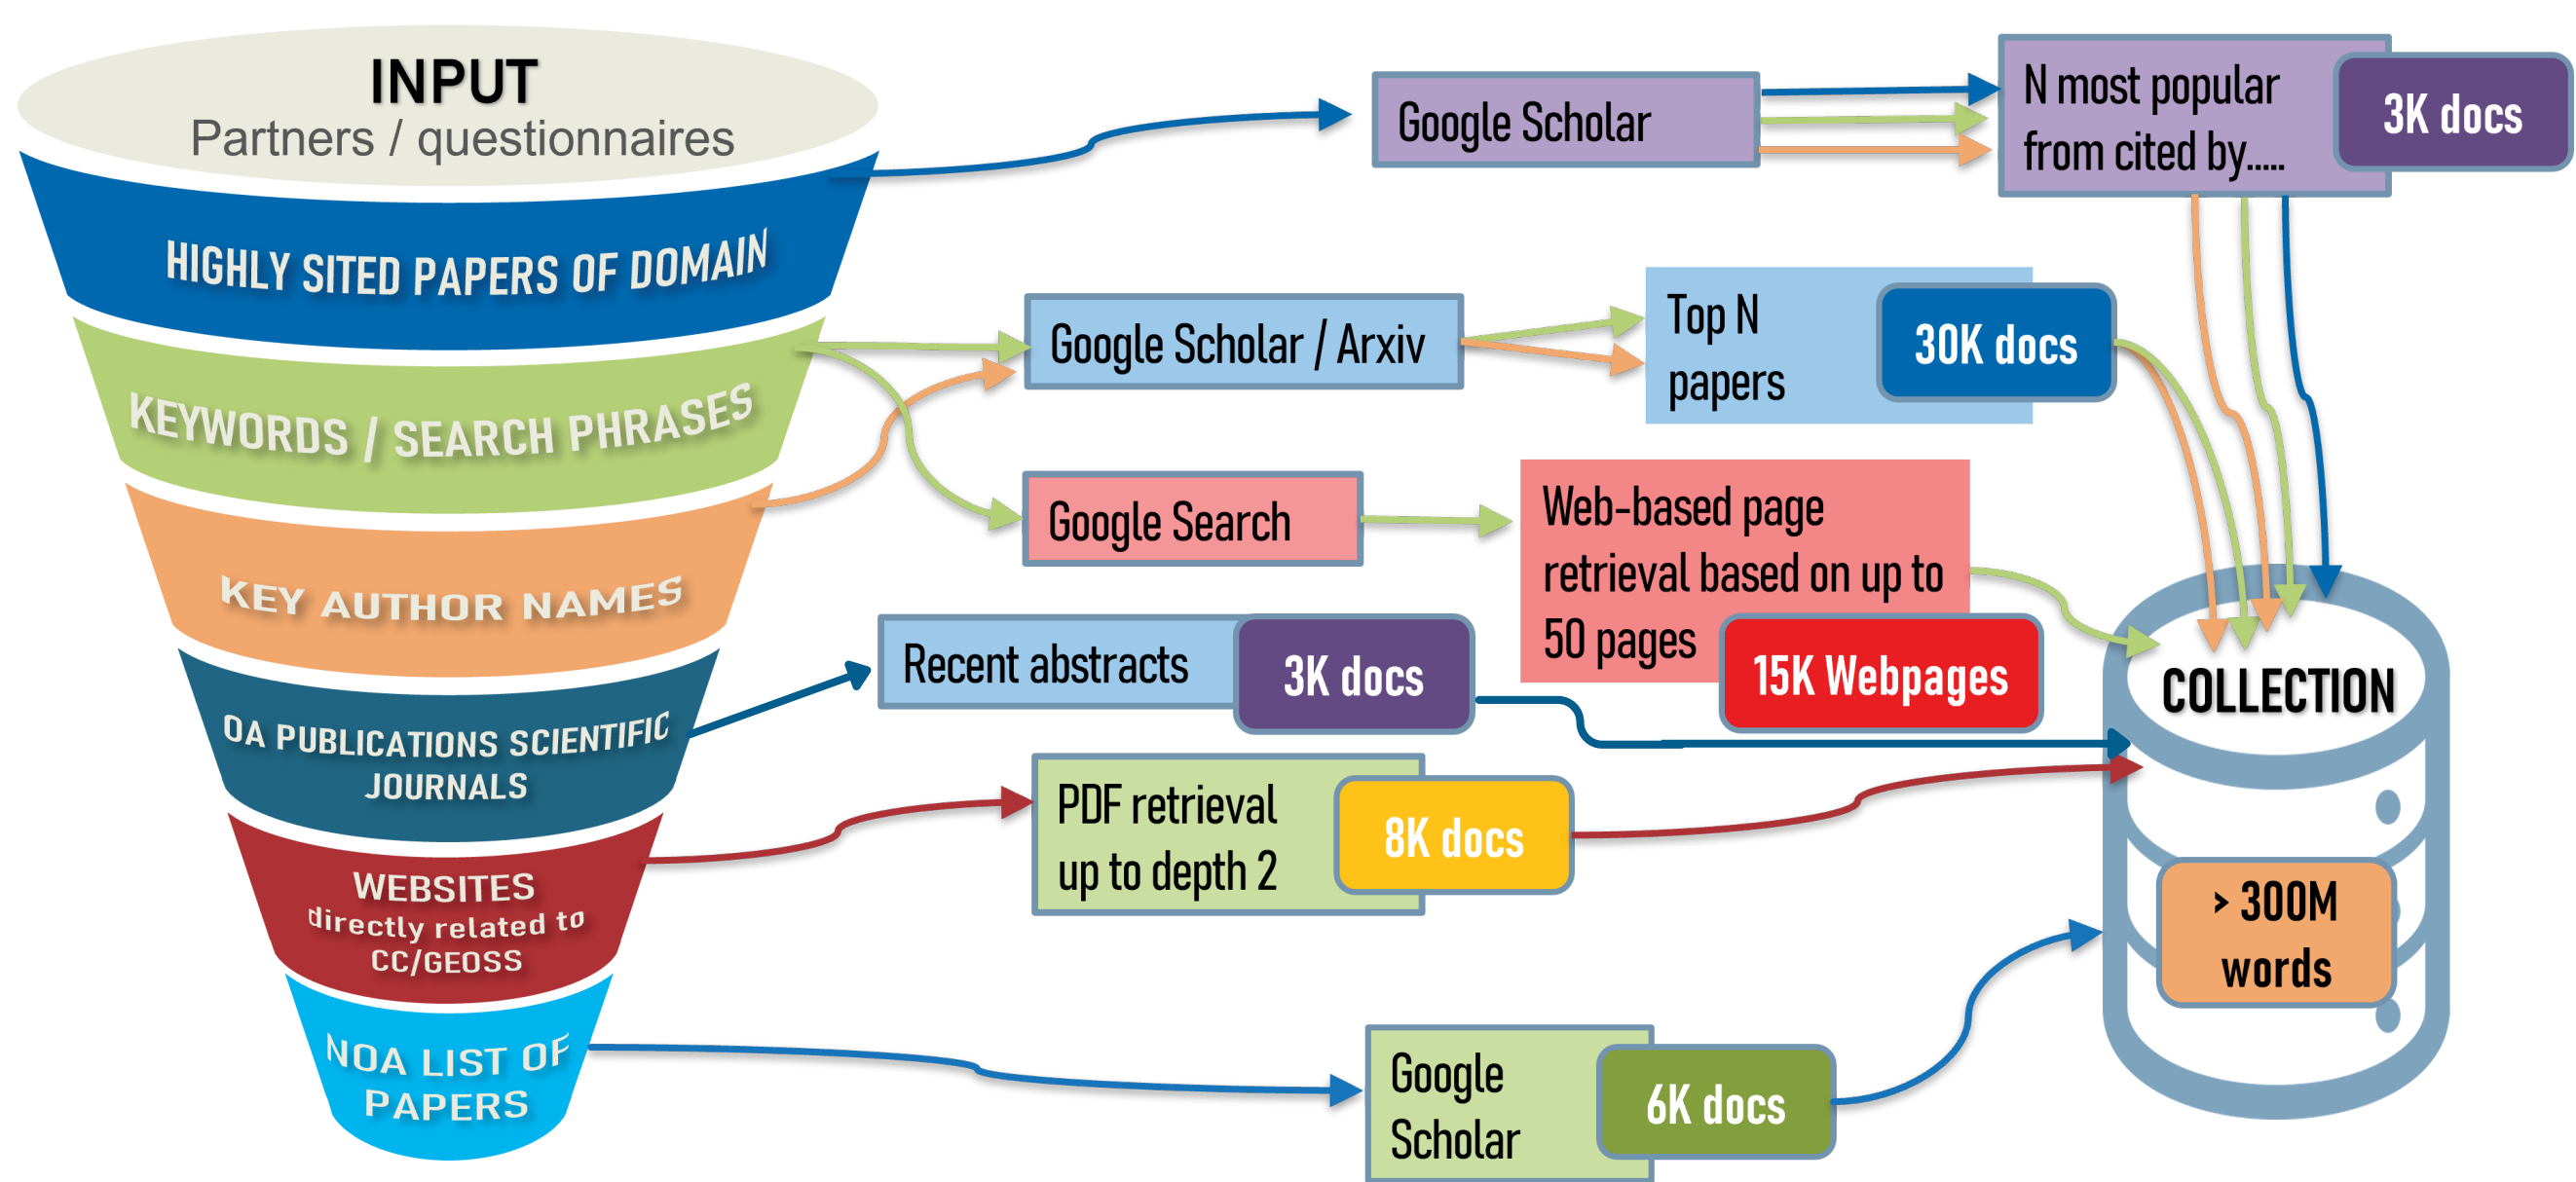 INPUT
Partners / questionnaires
HIGHLY SITED PAPERS OF DOMAIN
KEYWORDS / SEARCH PHRASES
KEY AUTHOR NAMES
OA PUBLICATIONS SCIENTIFIC
JOURNALS
WEBSITES
directly related to
CC/GEOSS
NOA LIST OF
PAPERS
Google Scholar
N most popular
from cited by.....
3K docs
Google Scholar / Arxiv
Top N
papers
30K docs
Google Search
Web-based page
retrieval based on up to
50 pages
15K Webpages
Recent abstracts
3K docs
PDF retrieval
up to depth 2
8K docs
Google
Scholar
6K docs
COLLECTION
> 300M
words